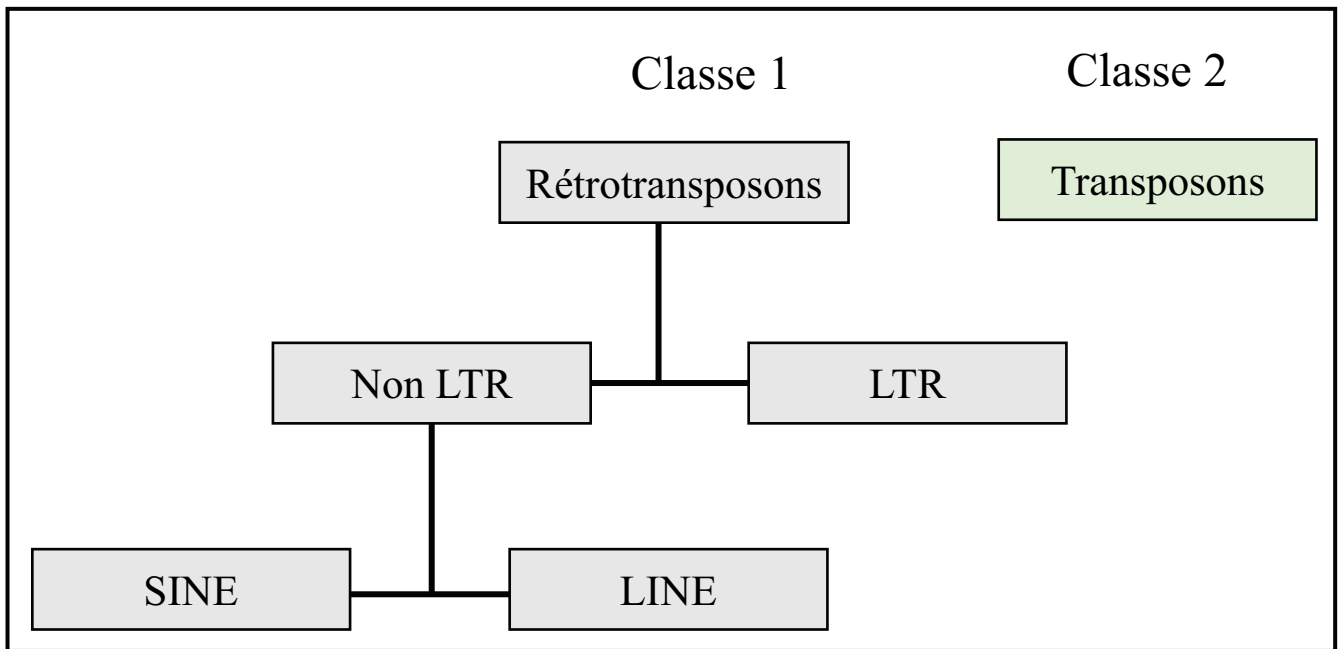 Classe 1
Classe 2
Rétrotransposons
Transposons
Non LTR
LTR
SINE
LINE